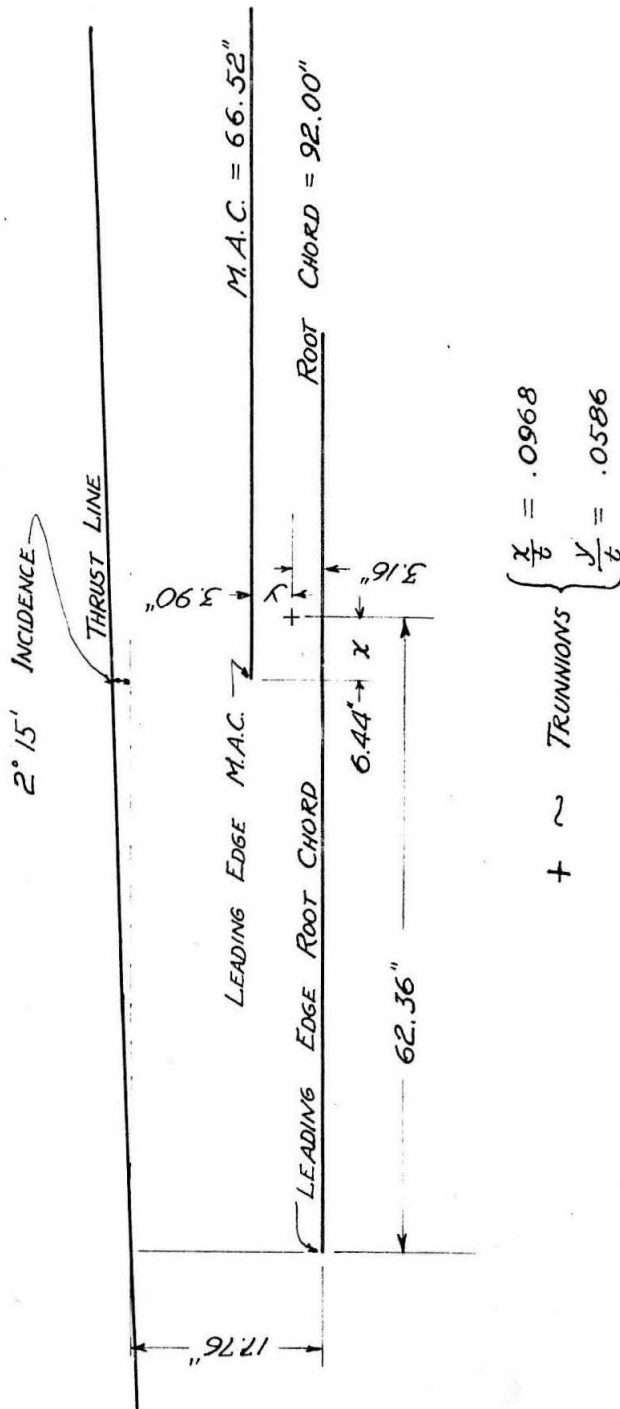 2° 15' INCIDENCE
THRUST LINE
M.A.C. = 66.52"
LEADING EDGE M.A.C.
3.90"
y
ROOT CHORD = 92.00"
3.16"
+
x
6.44"
LEADING EDGE ROOT CHORD
62.36"
17.76"
+ ~ TRUNNIONS { x/t = .0968
y/t = .0586